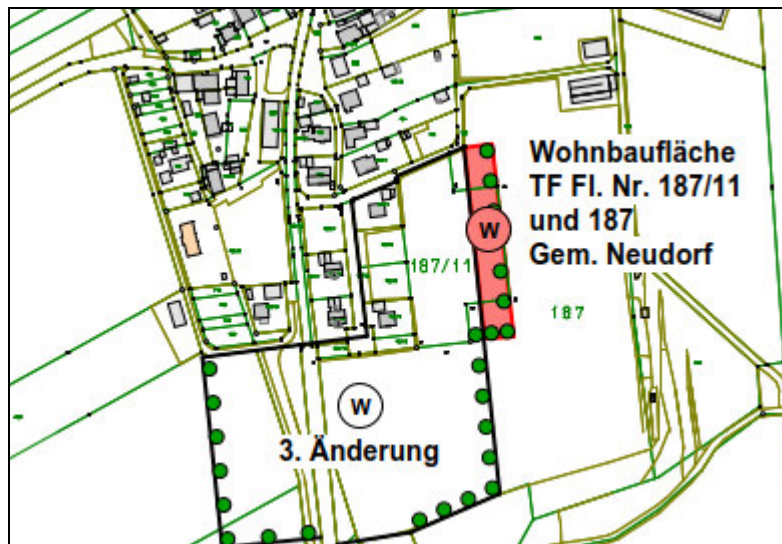 Wohnbaufläche
TF Fl. Nr. 187/11
und 187
Gem. Neudorf
W
187/11
187
W
3. Änderung